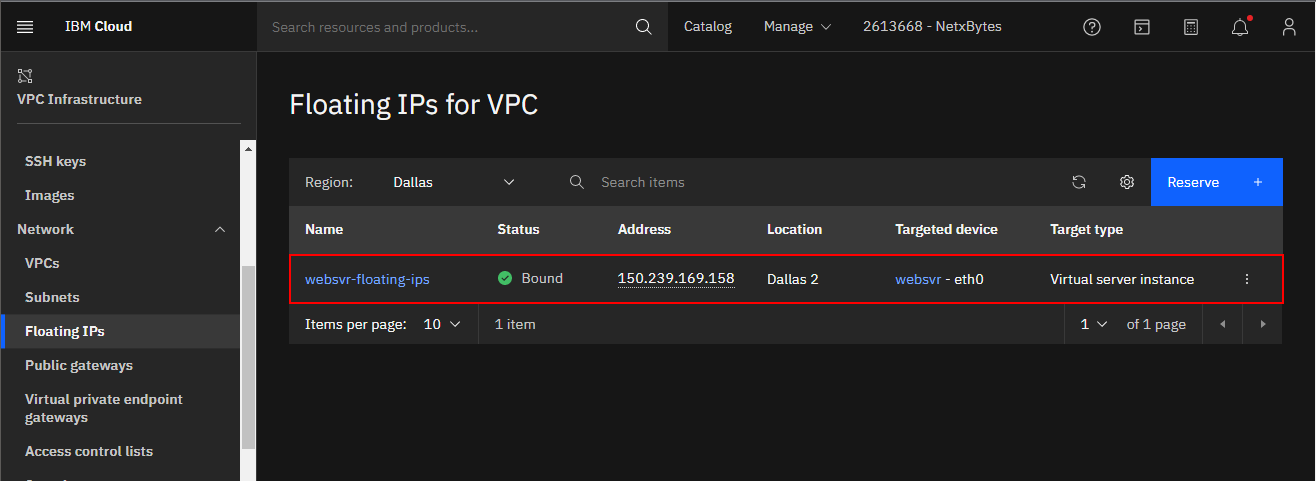 IBM Cloud
Search resources and products...
Catalog
Manage
2613668 - NetxBytes
VPC Infrastructure
SSH keys
Images
Network
VPCs
Subnets
Floating IPs
Public gateways
Virtual private endpoint
gateways
Access control lists
Floating IPs for VPC
Region: Dallas
Search items
Reserve +
Name Status Address Location Targeted device Target type
websvr-floating-ips Bound 150.239.169.158 Dallas 2 websvr - eth0 Virtual server instance
Items per page: 10 1 item 1 of 1 page